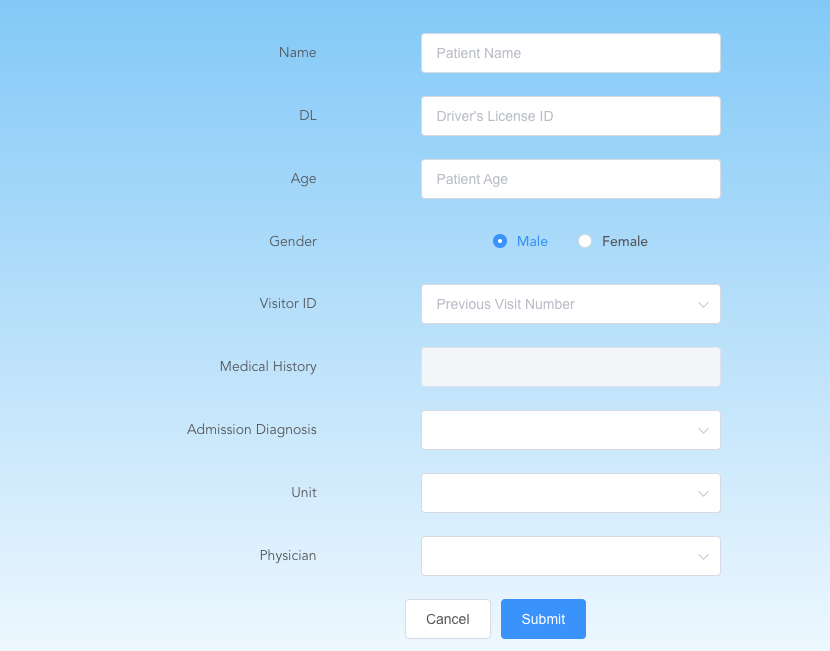 Name Patient Name
DL Driver's License ID
Age Patient Age
Gender Male Female
Visitor ID Previous Visit Number
Medical History
Admission Diagnosis
Unit
Physician
Cancel Submit